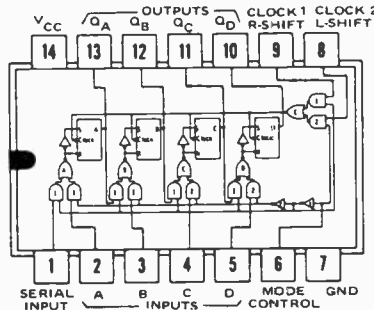 OUTPUTS CLOCK 1 CLOCK 2
VCC QA QB QC QD R-SHIFT L-SHIFT
14 13 12 11 10 9 8
1 2 3 4 5 6 7
SERIAL A B C D MODE GND
INPUT INPUTS CONTROL